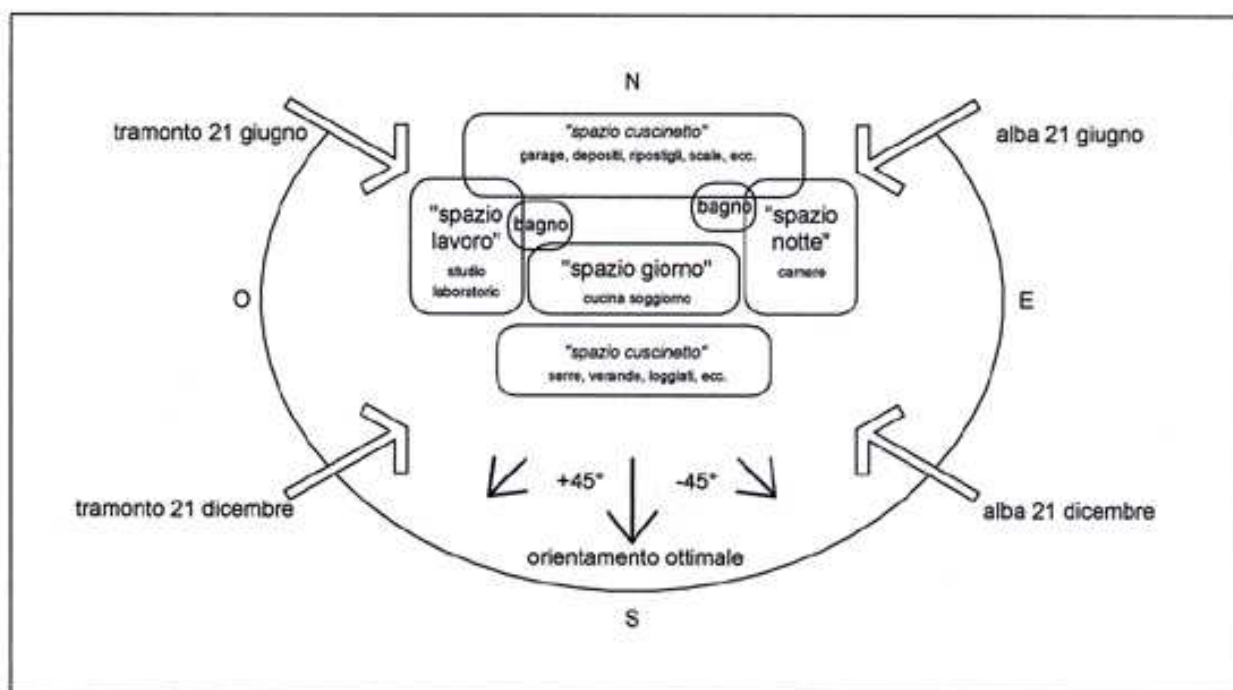 N
tramonto 21 giugno
alba 21 giugno
"spazio cuscinetto"
garage, depositi, ripostigli, scale, ecc.
"spazio
lavoro"
studio
laboratoric
bagno
bagno
"spazio
notte"
camere
"spazio giorno"
cucina soggiorno
O
E
"spazio cuscinetto"
serre, verande, loggiati, ecc.
+45°
-45°
tramonto 21 dicembre
alba 21 dicembre
orientamento ottimale
S